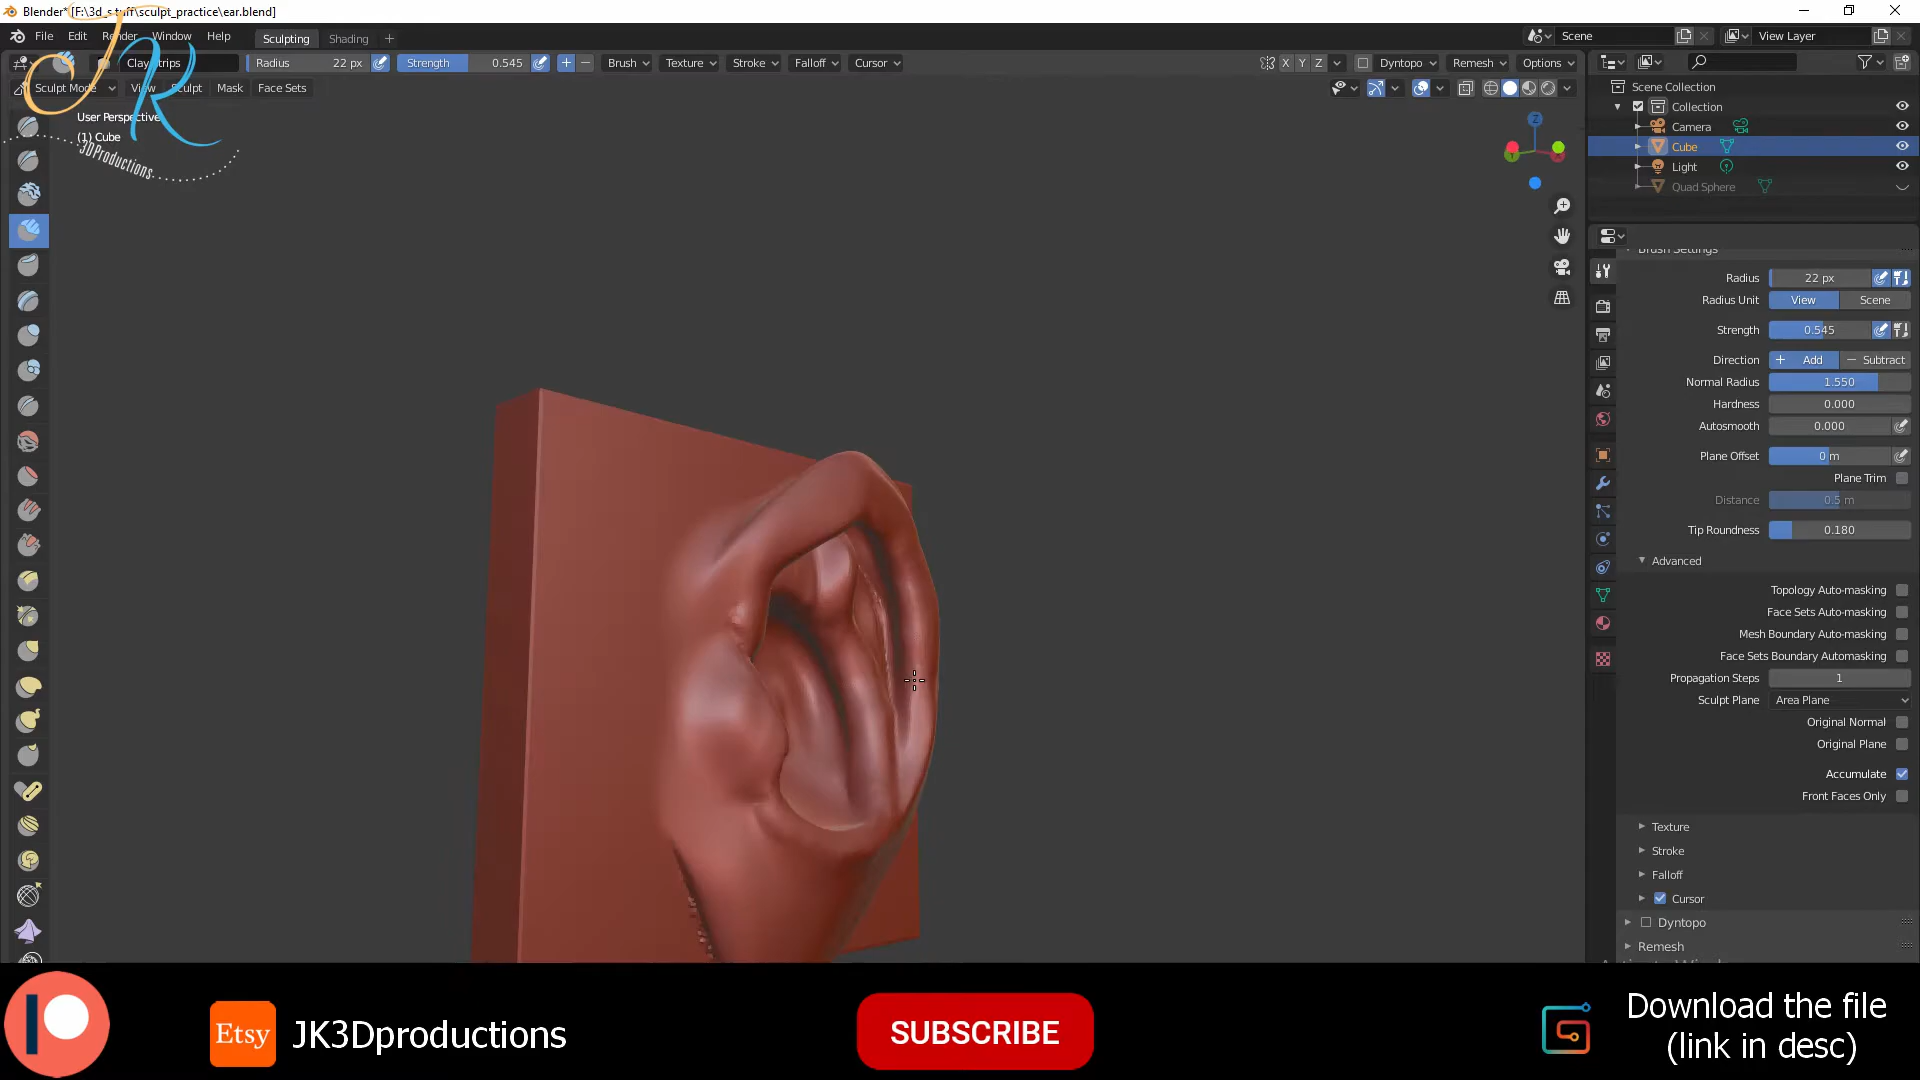 Blender* [F:\3d_stuff\sculpt_practice\ear.blend]
File Edit Render Window Help Sculpting Shading + Scene View Layer
Clay Strips Radius 22 px Strength 0.545 Brush Texture Stroke Falloff Cursor X Y Z Dyntopo Remesh Options
Sculpt Mode View Sculpt Mask Face Sets
User Perspective
(1) Cube
JR
3DProductions
Z
Scene Collection
Collection
Camera
Cube
Light
Quad Sphere
Brush Settings
Radius 22 px
Radius Unit View Scene
Strength 0.545
Direction + Add − Subtract
Normal Radius 1.550
Hardness 0.000
Autosmooth 0.000
Plane Offset 0 m
Plane Trim
Distance 0.5 m
Tip Roundness 0.180
Advanced
Topology Auto-masking
Face Sets Auto-masking
Mesh Boundary Auto-masking
Face Sets Boundary Automasking
Propagation Steps 1
Sculpt Plane Area Plane
Original Normal
Original Plane
Accumulate
Front Faces Only
Texture
Stroke
Falloff
Cursor
Dyntopo
Remesh
Etsy JK3Dproductions
SUBSCRIBE
Download the file
(link in desc)